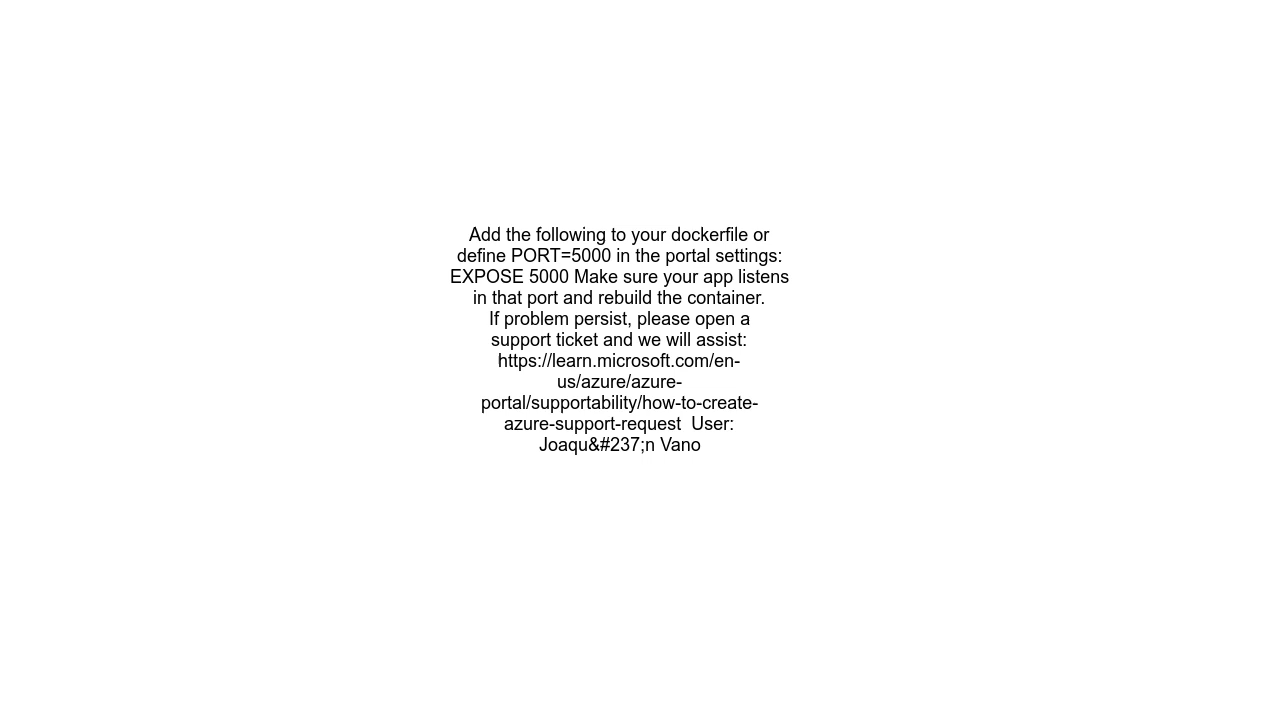 Add the following to your dockerfile or
define PORT=5000 in the portal settings:
EXPOSE 5000 Make sure your app listens
in that port and rebuild the container.
If problem persist, please open a
support ticket and we will assist:
https://learn.microsoft.com/en-
us/azure/azure-
portal/supportability/how-to-create-
azure-support-request  User:
Joaqu&#237;n Vano